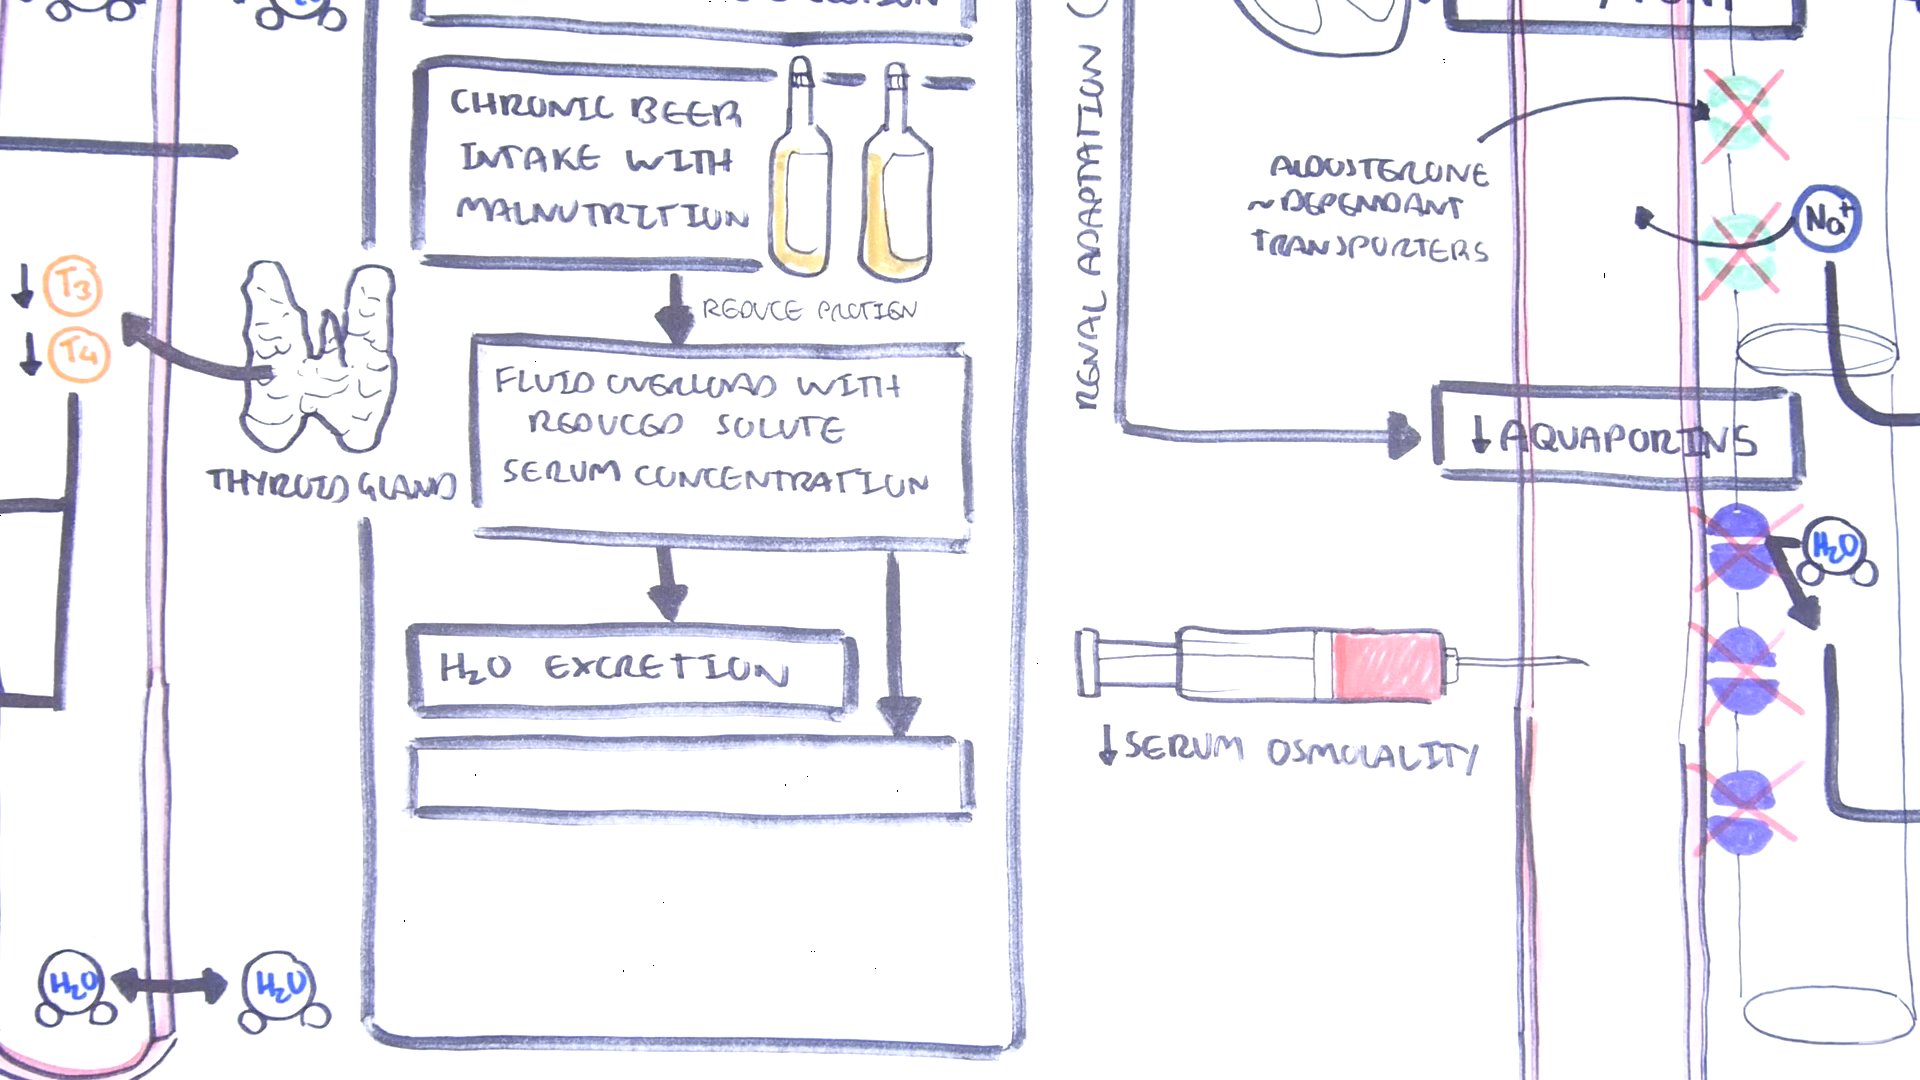 CHRONIC BEER
INTAKE WITH
MALNUTRITION
REDUCE PROTIEN
FLUID OVERLOAD WITH
REDUCED SOLUTE
SERUM CONCENTRATION
H2O EXCRETION
↓ T3
↓ T4
THYROID GLAND
H2O
H2O
RENAL ADAPTATION (
ALDOSTERONE
~DEPENDANT
TRANSPORTERS
Na+
↓ AQUAPORINS
H2O
↓ SERUM OSMOLALITY